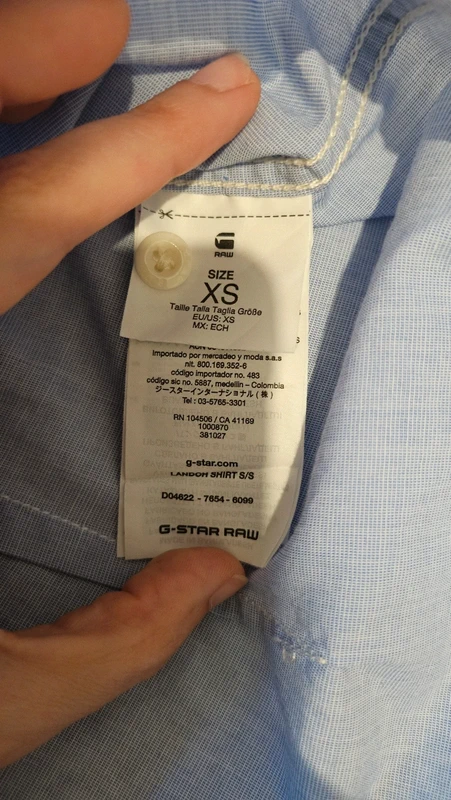 RAW
SIZE
XS
Taille Talla Taglia Größe
EU/US: XS
MX: ECH
Importado por mercadeo y moda s.a.s
nit. 800.169.352-6
código importador no. 483
código sic no. 5887, medellin – Colombia
ジースターインターナショナル(株)
Tel : 03-5765-3301
RN 104506 / CA 41169
1000870
381027
g-star.com
LANDOH SHIRT S/S
D04622 - 7654 - 6099
G-STAR RAW